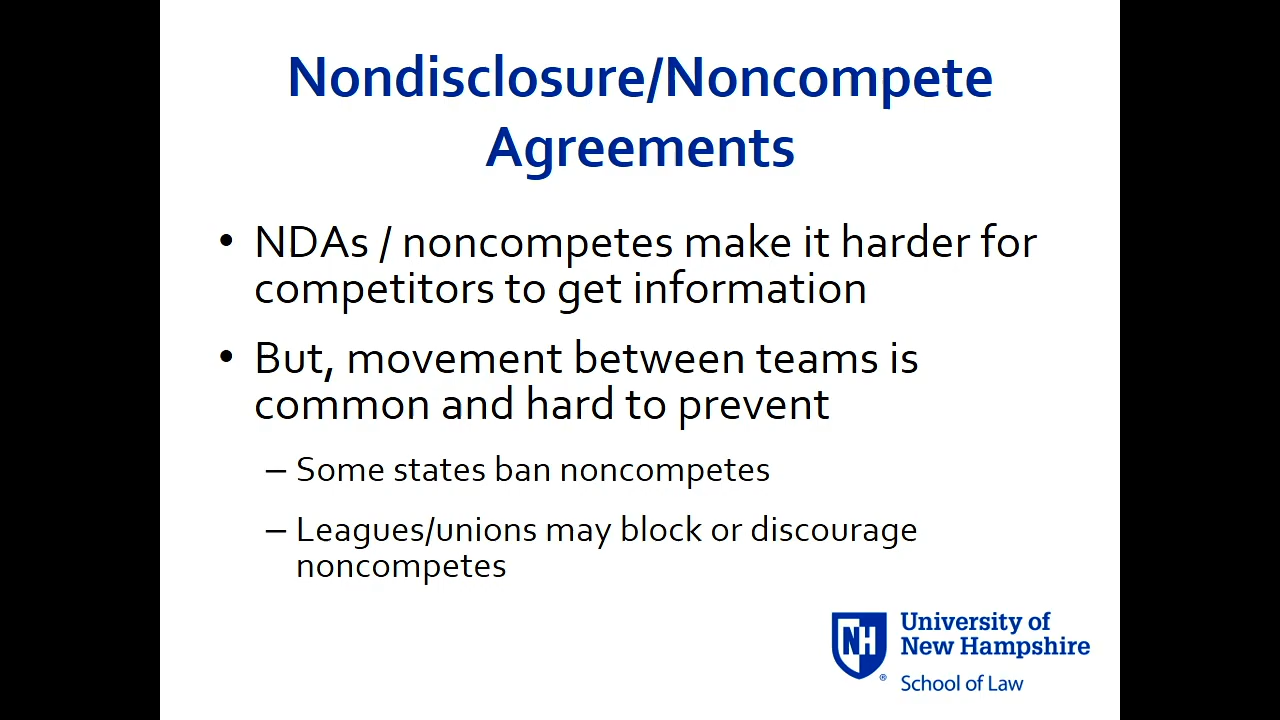 Nondisclosure/Noncompete
Agreements
• NDAs / noncompetes make it harder for
competitors to get information
• But, movement between teams is
common and hard to prevent
– Some states ban noncompetes
– Leagues/unions may block or discourage
noncompetes
NH
®
University of
New Hampshire
School of Law